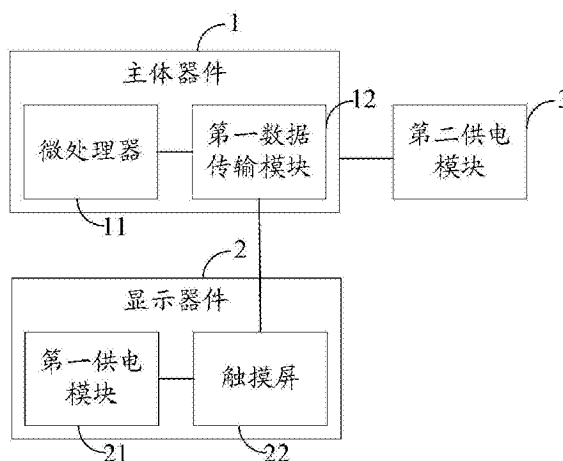 1
主体器件
12
3
微处理器
第一数据
传输模块
第二供电
模块
11
2
显示器件
第一供电
模块
触摸屏
21
22